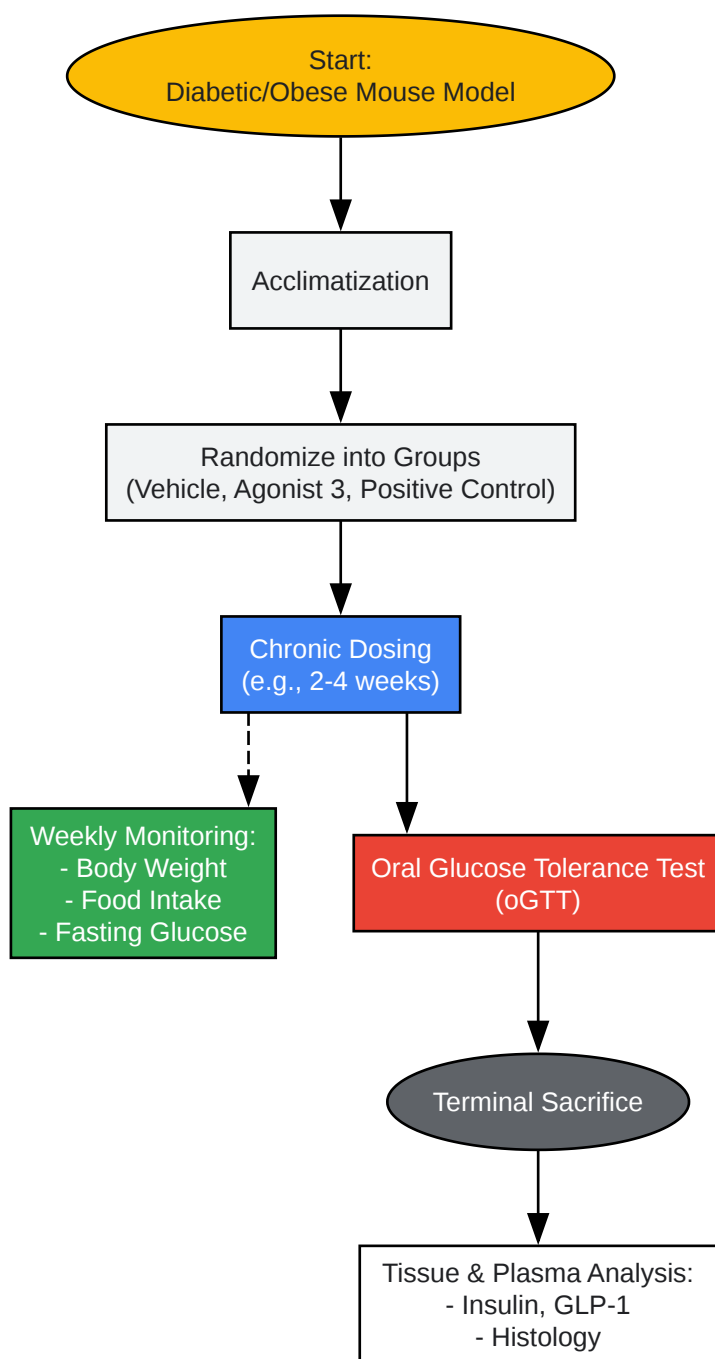 Start:
Diabetic/Obese Mouse Model
Acclimatization
Randomize into Groups
(Vehicle, Agonist 3, Positive Control)
Chronic Dosing
(e.g., 2-4 weeks)
Weekly Monitoring:
- Body Weight
- Food Intake
- Fasting Glucose
Oral Glucose Tolerance Test
(oGTT)
Terminal Sacrifice
Tissue & Plasma Analysis:
- Insulin, GLP-1
- Histology